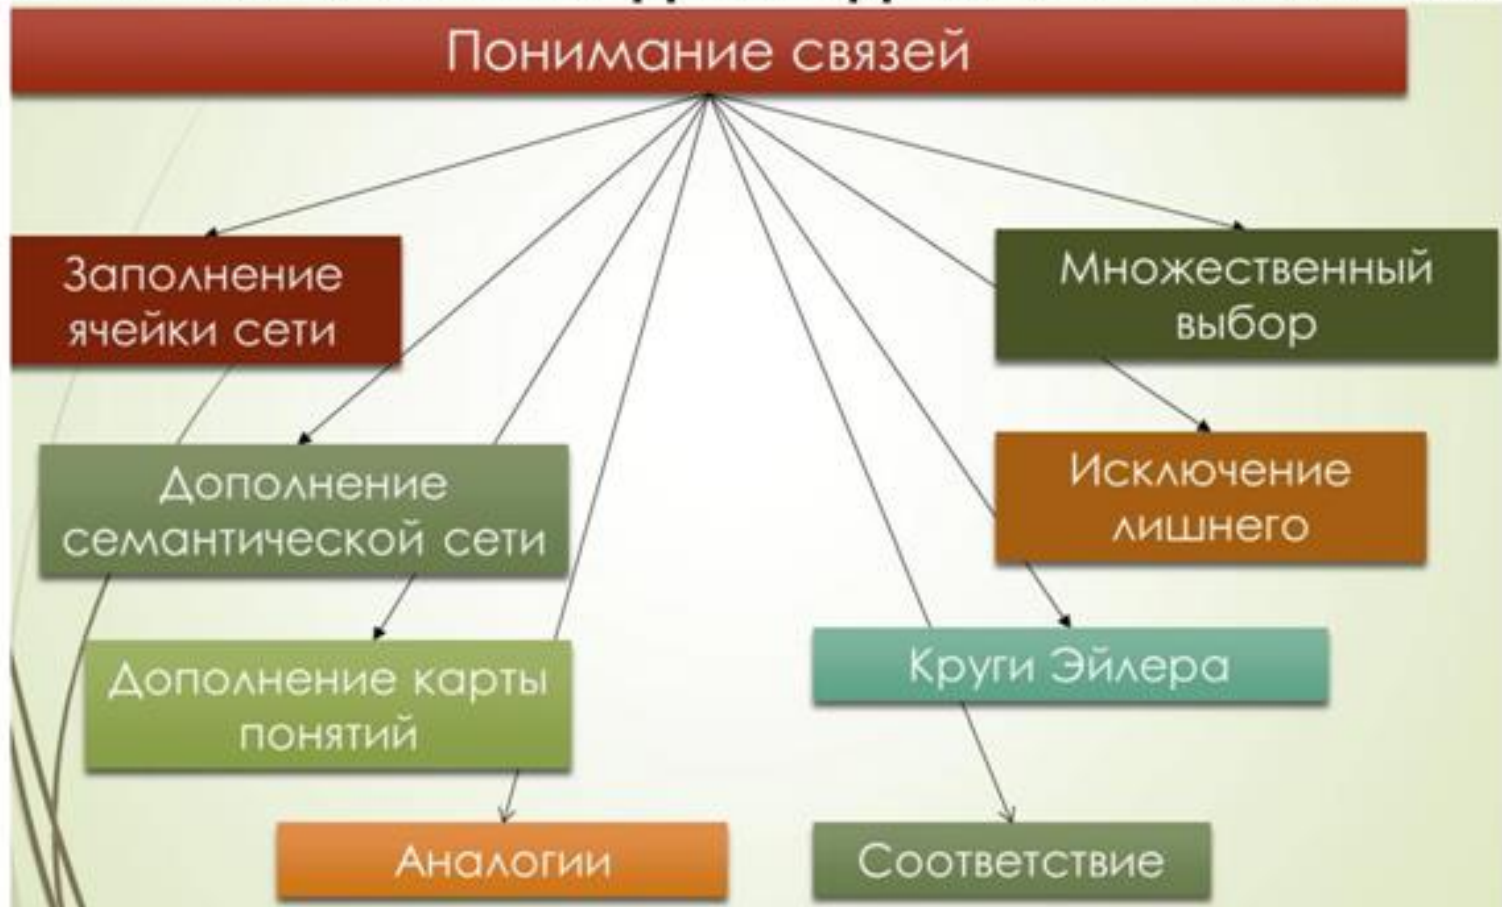 Понимание связей
Заполнение
ячейки сети
Множественный
выбор
Дополнение
семантической сети
Исключение
лишнего
Дополнение карты
понятий
Круги Эйлера
Аналогии
Соответствие